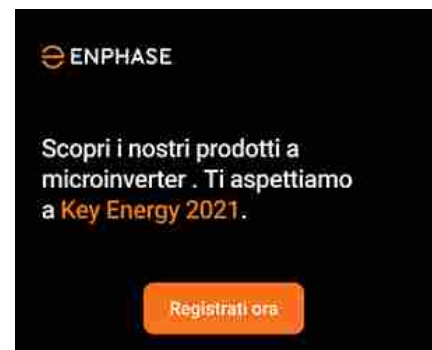 ENPHASE
Scopri i nostri prodotti a
microinverter . Ti aspettiamo
a Key Energy 2021.
Registrati ora